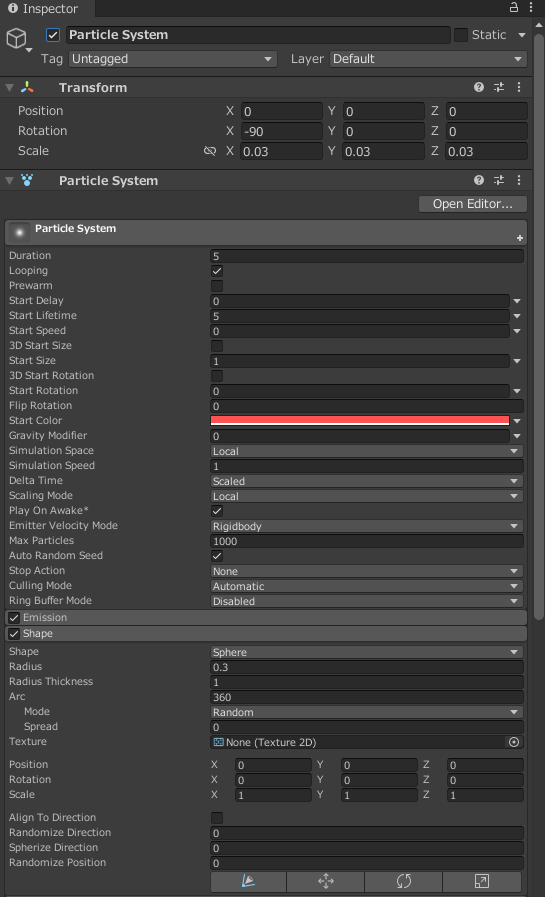 Inspector
Particle System Static
Tag Untagged Layer Default
Transform
Position X 0 Y 0 Z 0
Rotation X -90 Y 0 Z 0
Scale X 0.03 Y 0.03 Z 0.03
Particle System
Open Editor...
Particle System
Duration 5
Looping
Prewarm
Start Delay 0
Start Lifetime 5
Start Speed 0
3D Start Size
Start Size 1
3D Start Rotation
Start Rotation 0
Flip Rotation 0
Start Color
Gravity Modifier 0
Simulation Space Local
Simulation Speed 1
Delta Time Scaled
Scaling Mode Local
Play On Awake*
Emitter Velocity Mode Rigidbody
Max Particles 1000
Auto Random Seed
Stop Action None
Culling Mode Automatic
Ring Buffer Mode Disabled
Emission
Shape
Shape Sphere
Radius 0.3
Radius Thickness 1
Arc 360
Mode Random
Spread 0
Texture None (Texture 2D)
Position X 0 Y 0 Z 0
Rotation X 0 Y 0 Z 0
Scale X 1 Y 1 Z 1
Align To Direction
Randomize Direction 0
Spherize Direction 0
Randomize Position 0